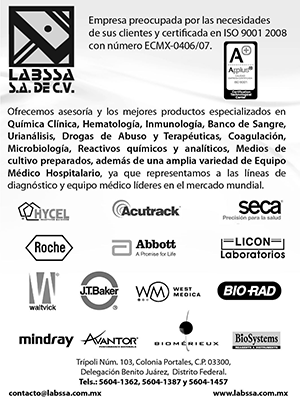 Empresa preocupada por las necesidades
de sus clientes y certificada en ISO 9001 2008
con número ECMX-0406/07.
LABSSA
S.A. DE C.V.
A+
Applus
Ofrecemos asesoría y los mejores productos especializados en
Química Clínica, Hematología, Inmunología, Banco de Sangre,
Urianálisis, Drogas de Abuso y Terapéuticas, Coagulación,
Microbiología, Reactivos químicos y analíticos, Medios de
cultivo preparados, además de una amplia variedad de Equipo
Médico Hospitalario, ya que representamos a las líneas de
diagnóstico y equipo médico líderes en el mercado mundial.
HYCEL
Acutrack
seca
Precisión para la salud
Roche
Abbott
A Promise for Life
LICON
Laboratorios
W
waltvick
J.T.Baker
WM
WEST
MEDICA
BIO-RAD
mindray
AVANTOR
BIOMÉRIEUX
BioSystems
Trípoli Núm. 103, Colonia Portales, C.P. 03300,
Delegación Benito Juárez, Distrito Federal.
Tels.: 5604-1362, 5604-1387 y 5604-1457
contacto@labssa.com.mx
www.labssa.com.mx